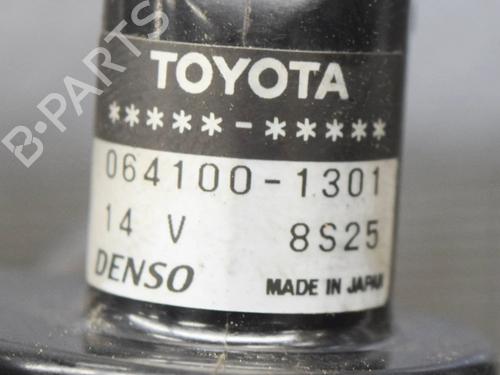 B-PARTS
TOYOTA
*****-*****
064100-1301
14 V 8S25
DENSO MADE IN JAPAN